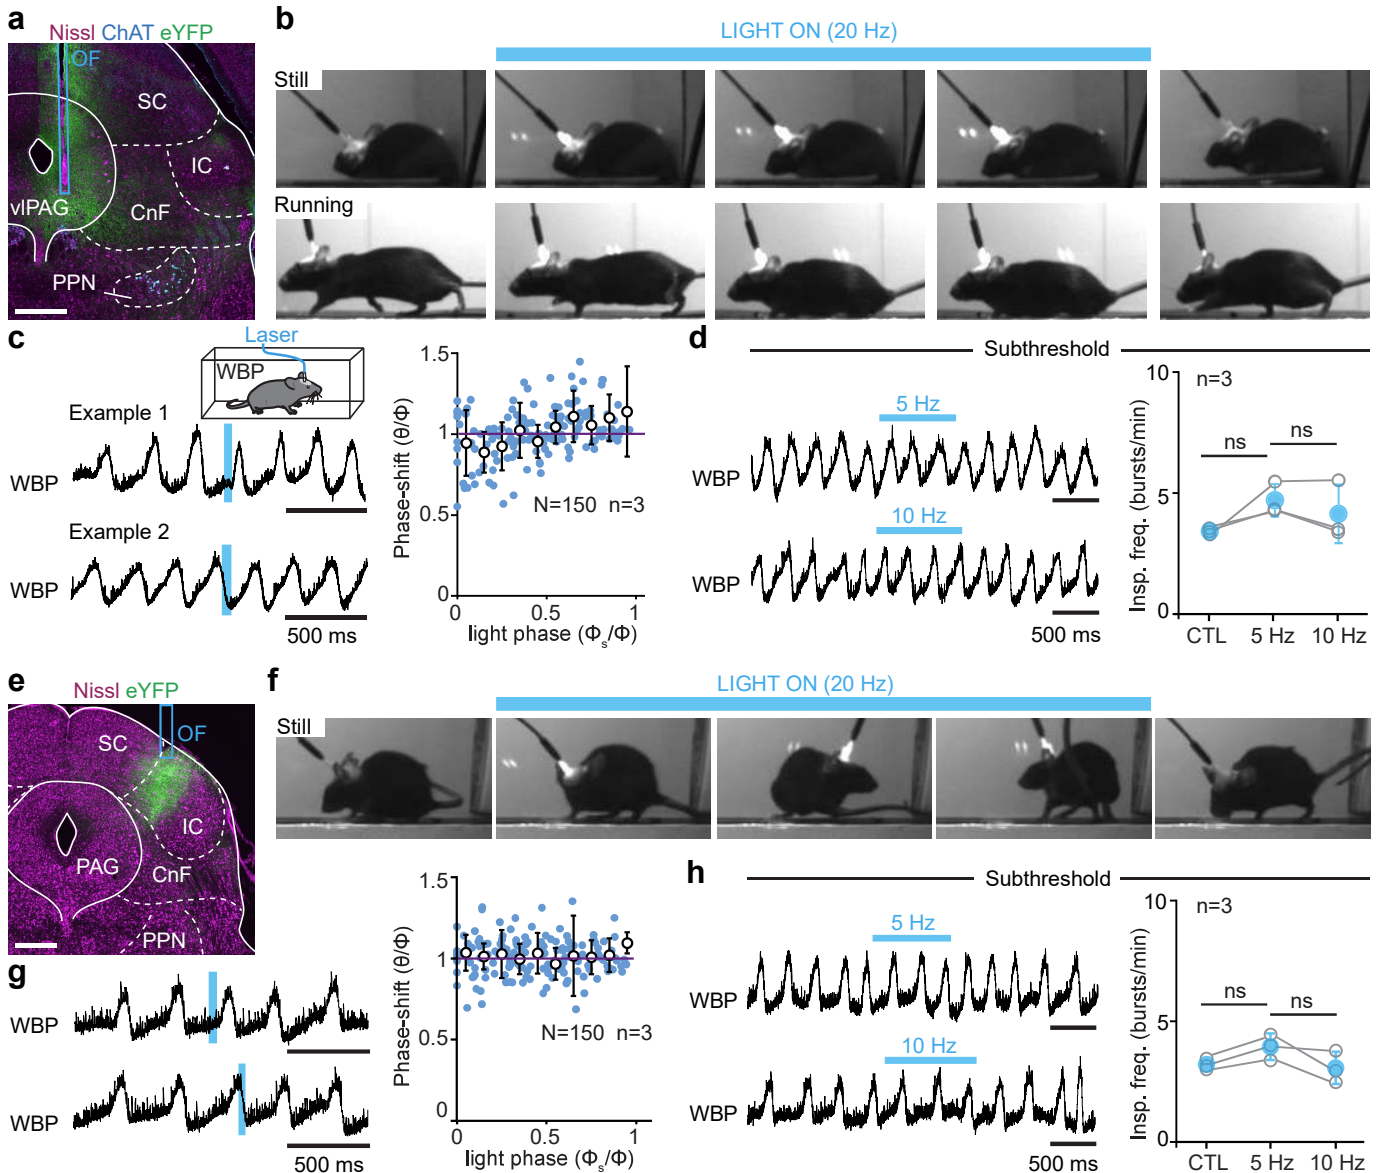 a
Nissl ChAT eYFP
OF
SC
IC
vlPAG
CnF
PPN
b
LIGHT ON (20 Hz)
Still
Running
c
Laser
WBP
Example 1
WBP
Example 2
WBP
500 ms
1.5
1
0.5
0
Phase-shift (θ/Φ)
N=150 n=3
0
0.5
1
light phase (Φs/Φ)
d
Subthreshold
5 Hz
WBP
10 Hz
WBP
500 ms
10
5
0
Insp. freq. (bursts/min)
n=3
ns
ns
CTL
5 Hz
10 Hz
e
Nissl eYFP
OF
SC
IC
PAG
CnF
PPN
f
LIGHT ON (20 Hz)
Still
g
WBP
WBP
500 ms
1.5
1
0.5
0
Phase-shift (θ/Φ)
N=150 n=3
0
0.5
1
light phase (Φs/Φ)
h
Subthreshold
5 Hz
WBP
10 Hz
WBP
500 ms
10
5
0
Insp. freq. (bursts/min)
n=3
ns
ns
CTL
5 Hz
10 Hz